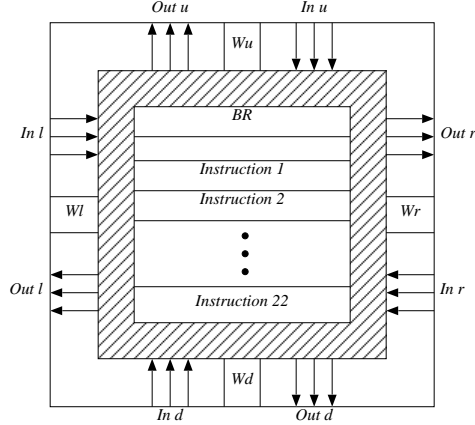 Out u
In u
Wu
BR
In l
Out r
Instruction 1
Instruction 2
Wl
Wr
Out l
In r
Instruction 22
Wd
In d
Out d